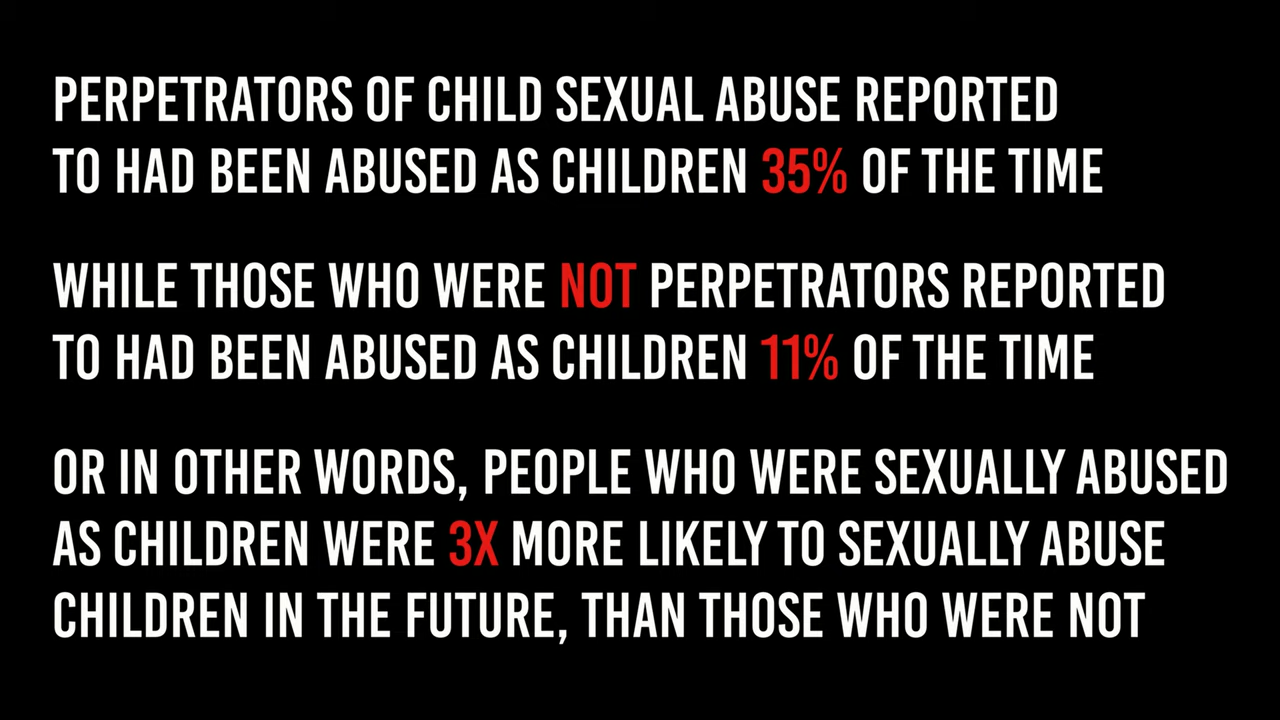 PERPETRATORS OF CHILD SEXUAL ABUSE REPORTED
TO HAD BEEN ABUSED AS CHILDREN 35% OF THE TIME
WHILE THOSE WHO WERE NOT PERPETRATORS REPORTED
TO HAD BEEN ABUSED AS CHILDREN 11% OF THE TIME
OR IN OTHER WORDS, PEOPLE WHO WERE SEXUALLY ABUSED
AS CHILDREN WERE 3X MORE LIKELY TO SEXUALLY ABUSE
CHILDREN IN THE FUTURE, THAN THOSE WHO WERE NOT